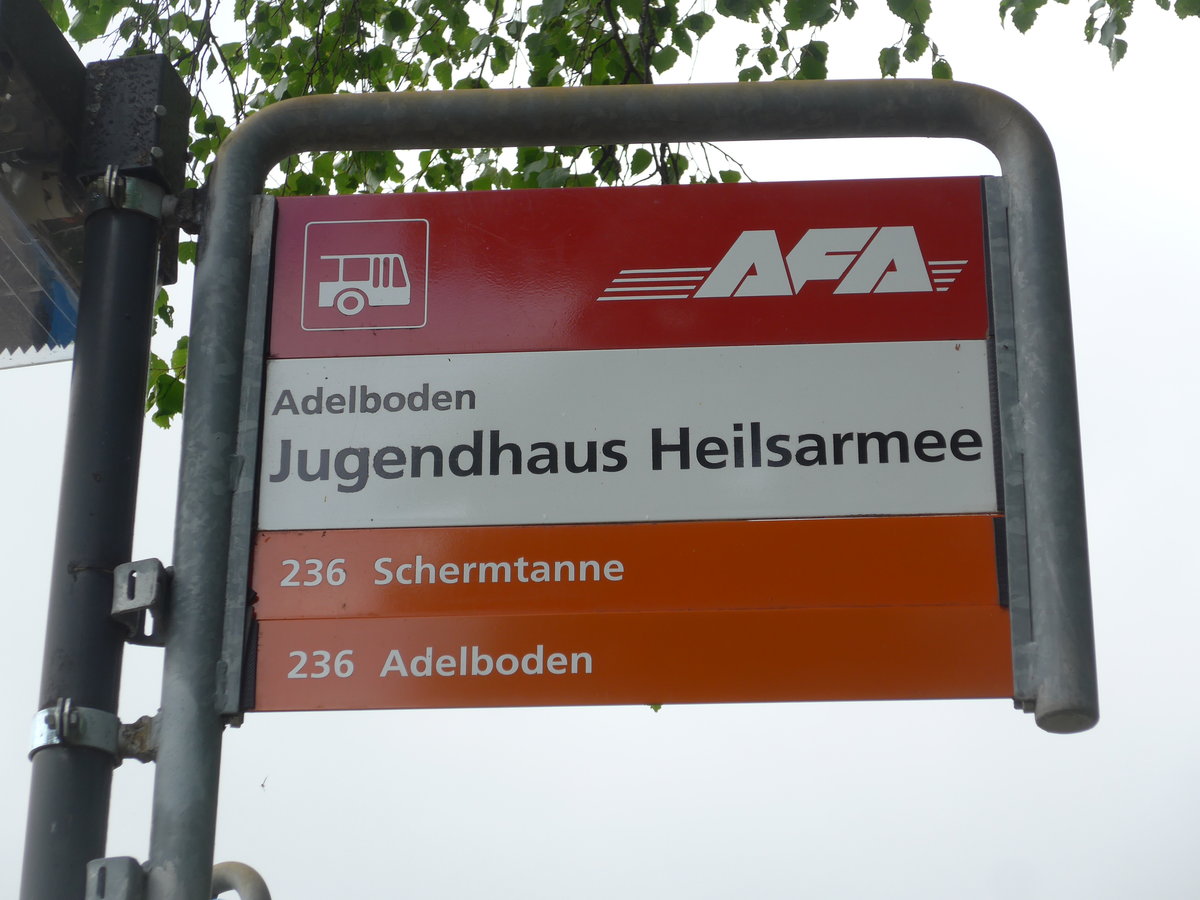 AFA
Adelboden
Jugendhaus Heilsarmee
236 Schermtanne
236 Adelboden